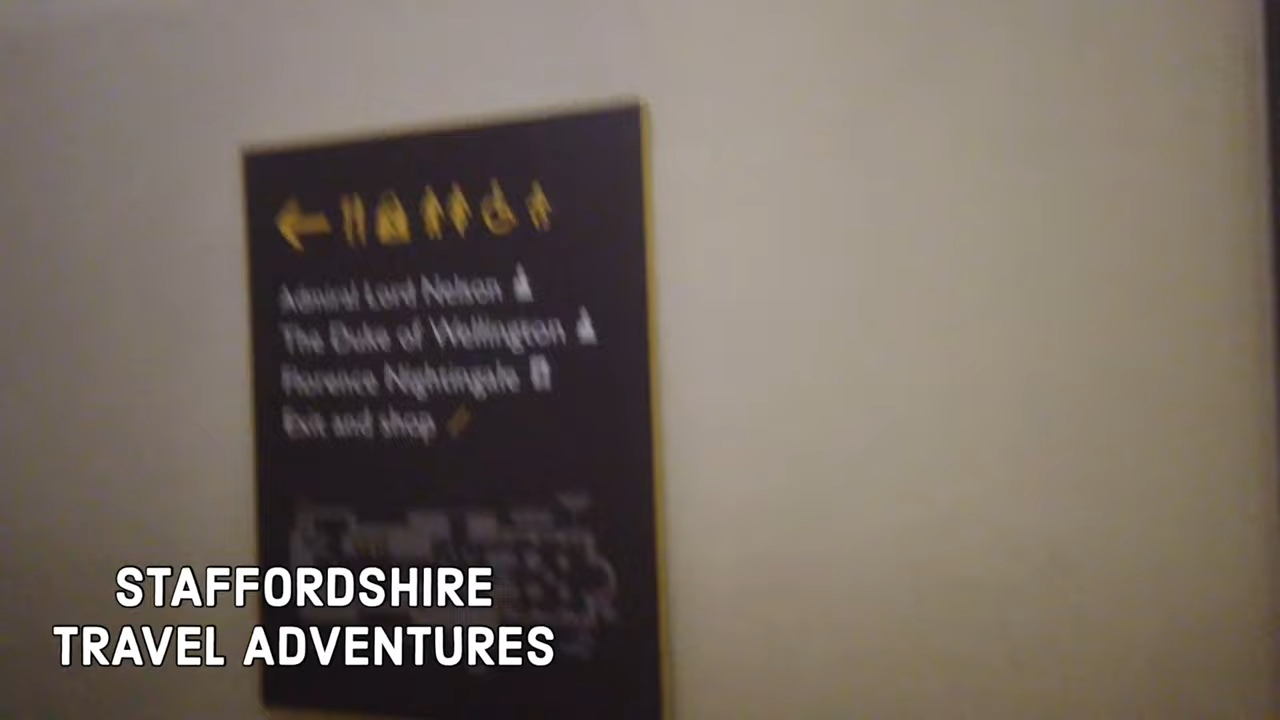 Admiral Lord Nelson
The Duke of Wellington
Florence Nightingale
Exit and shop
STAFFORDSHIRE
TRAVEL ADVENTURES